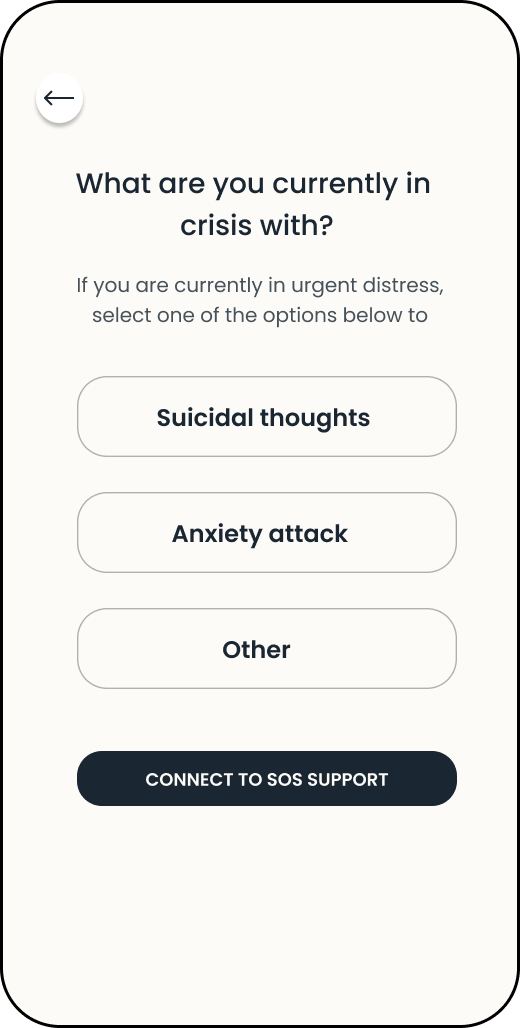 What are you currently in
crisis with?
If you are currently in urgent distress,
select one of the options below to
Suicidal thoughts
Anxiety attack
Other
CONNECT TO SOS SUPPORT